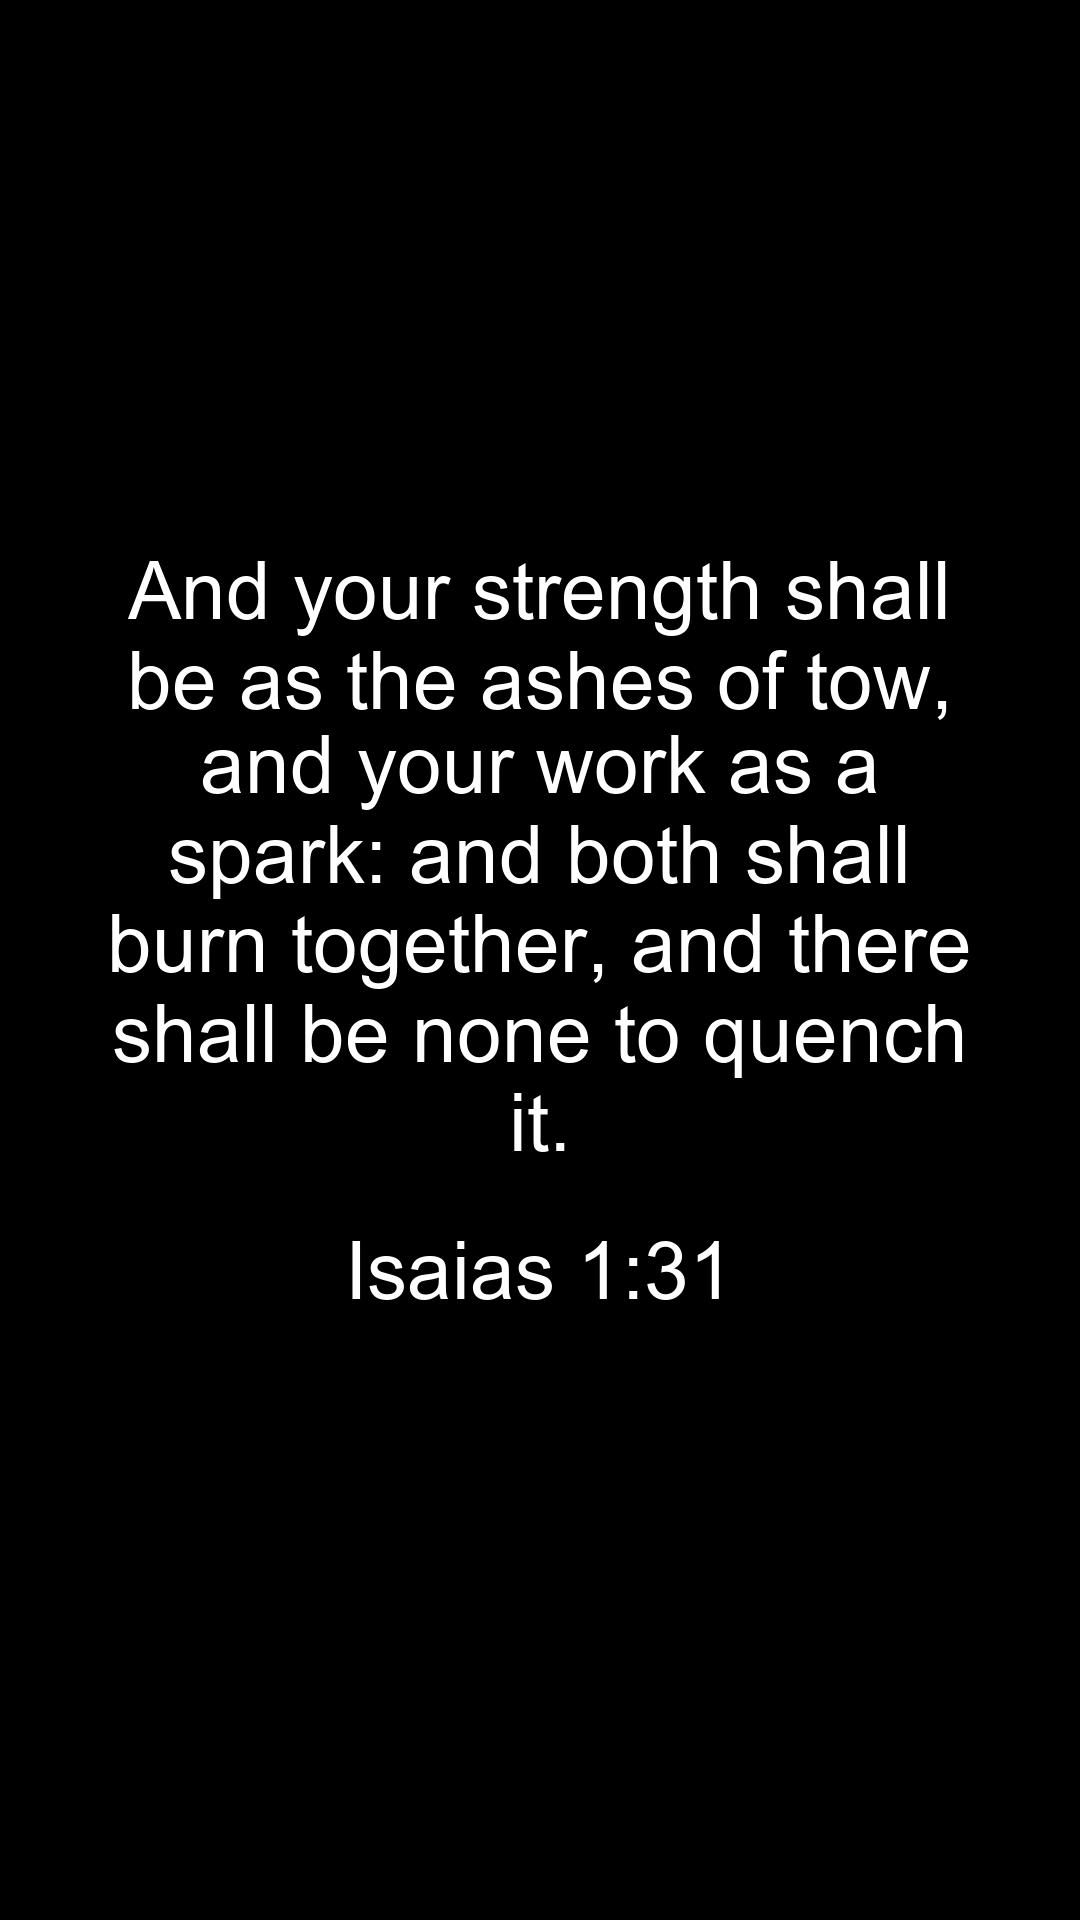 And your strength shall
be as the ashes of tow,
and your work as a
spark: and both shall
burn together, and there
shall be none to quench
it.
Isaias 1:31